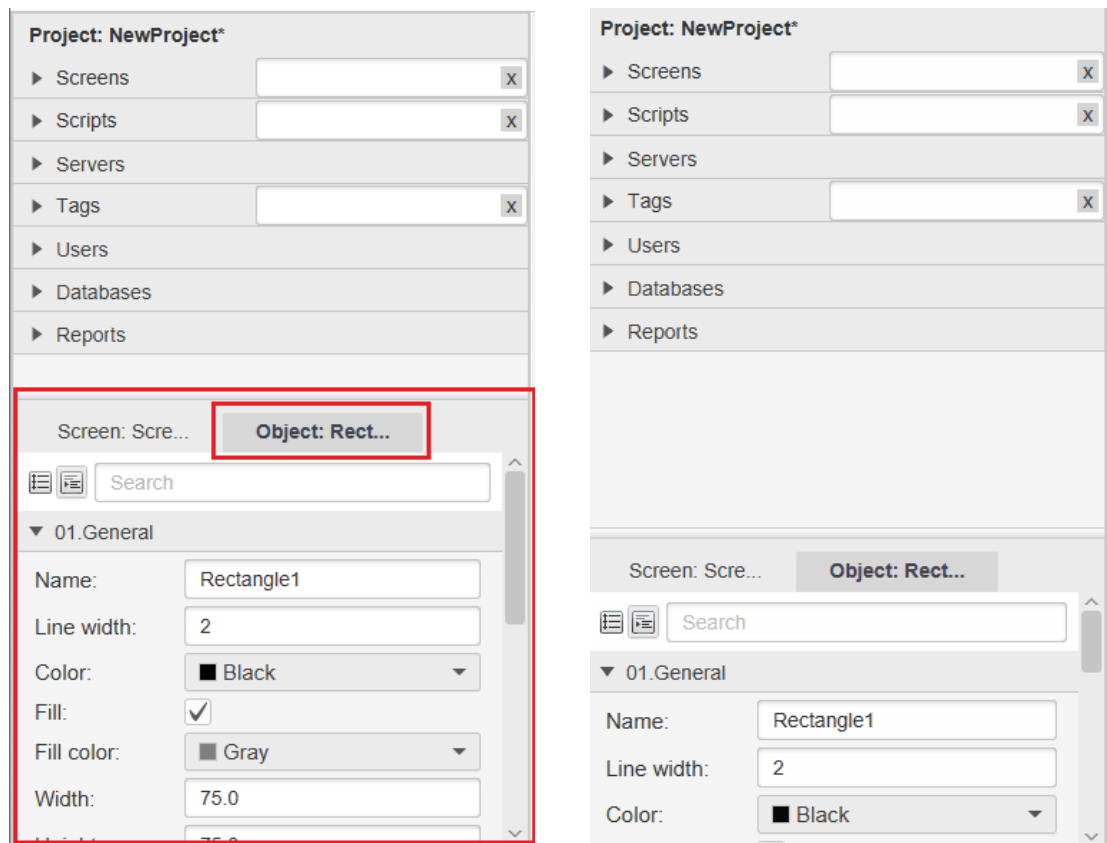 Project: NewProject*
Screens x
Scripts x
Servers
Tags x
Users
Databases
Reports
Screen: Scre... Object: Rect...
Search
01.General
Name: Rectangle1
Line width: 2
Color: Black
Fill:
Fill color: Gray
Width: 75.0
Project: NewProject*
Screens x
Scripts x
Servers
Tags x
Users
Databases
Reports
Screen: Scre... Object: Rect...
Search
01.General
Name: Rectangle1
Line width: 2
Color: Black